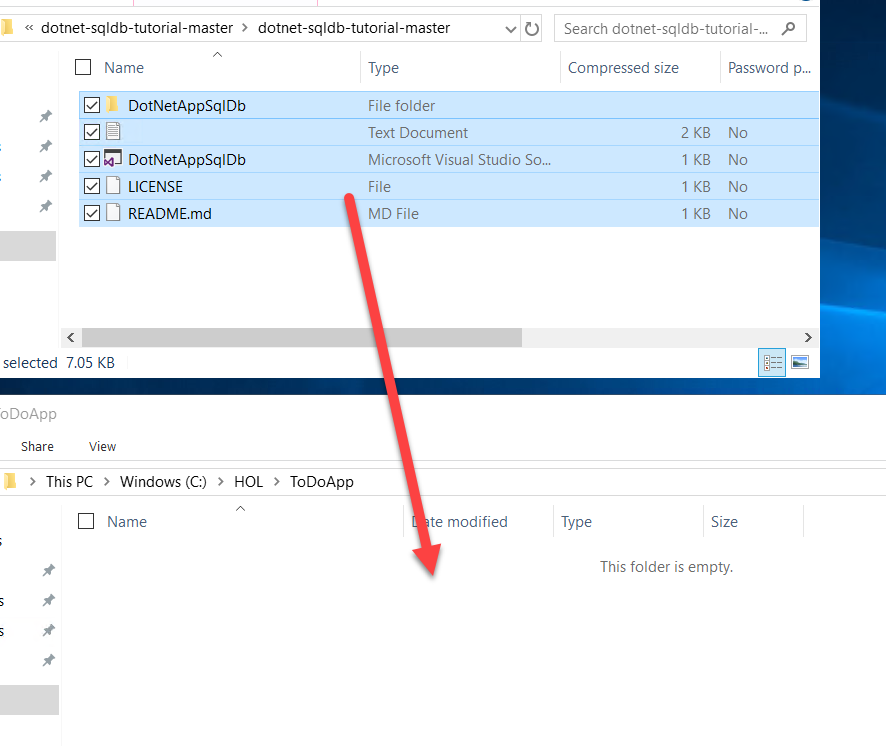 « dotnet-sqldb-tutorial-master > dotnet-sqldb-tutorial-master Search dotnet-sqldb-tutorial-...
Name Type Compressed size Password p...
DotNetAppSqlDb File folder
Text Document 2 KB No
DotNetAppSqlDb Microsoft Visual Studio So... 1 KB No
LICENSE File 1 KB No
README.md MD File 1 KB No
selected 7.05 KB
ToDoApp
Share View
> This PC > Windows (C:) > HOL > ToDoApp
Name Date modified Type Size
This folder is empty.